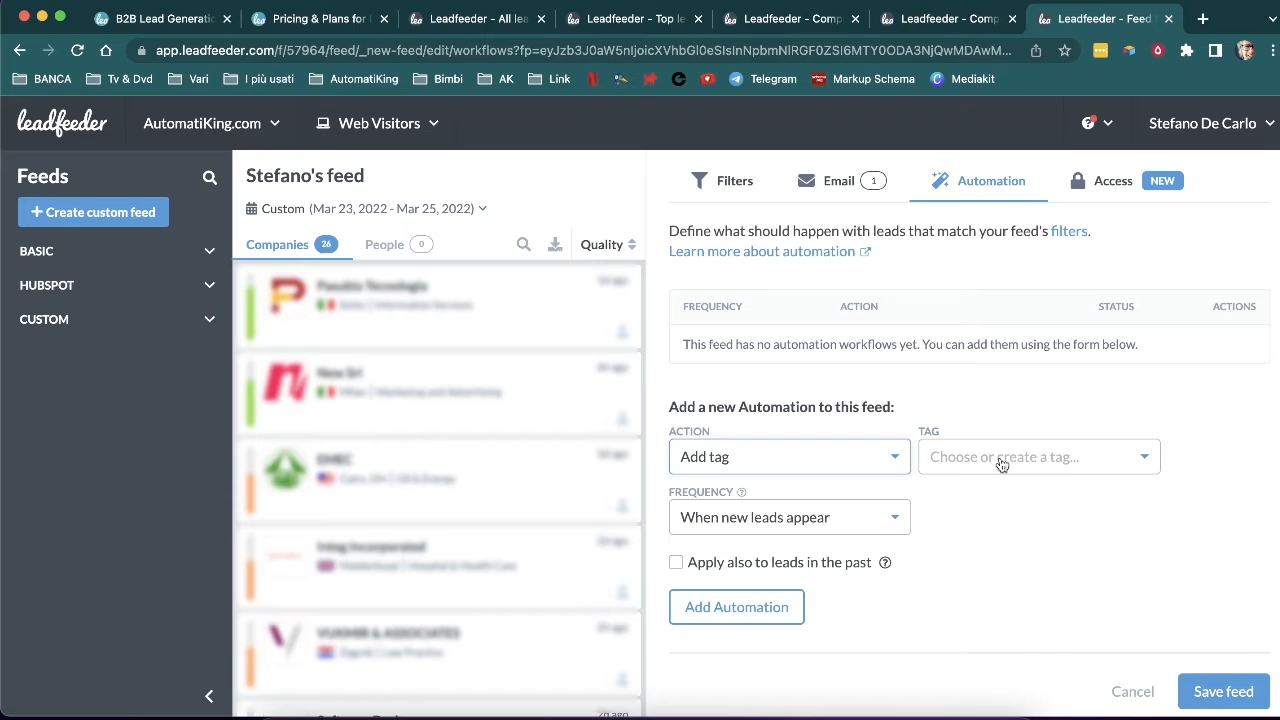 B2B Lead Generatio
Pricing & Plans for
Leadfeeder - All lea
Leadfeeder - Top le
Leadfeeder - Comp
Leadfeeder - Comp
Leadfeeder - Feed
app.leadfeeder.com/f/57964/feed/_new-feed/edit/workflows?fp=eyJzb3J0aW5nIjoicXVhbGl0eSIsInNpbmNlRGF0ZSI6MTY0ODA3NjQwMDAwM...
BANCA Tv & Dvd Vari I più usati AutomatiKing Bimbi AK Link Telegram Markup Schema Mediakit
leadfeeder AutomatiKing.com Web Visitors Stefano De Carlo
Feeds
+ Create custom feed
BASIC
HUBSPOT
CUSTOM
Stefano's feed
Custom (Mar 23, 2022 - Mar 25, 2022)
Companies 26 People 0 Quality
Filters Email 1 Automation Access NEW
Define what should happen with leads that match your feed's filters.
Learn more about automation
FREQUENCY ACTION STATUS ACTIONS
This feed has no automation workflows yet. You can add them using the form below.
Add a new Automation to this feed:
ACTION TAG
Add tag Choose or create a tag...
FREQUENCY
When new leads appear
Apply also to leads in the past
Add Automation
Cancel Save feed